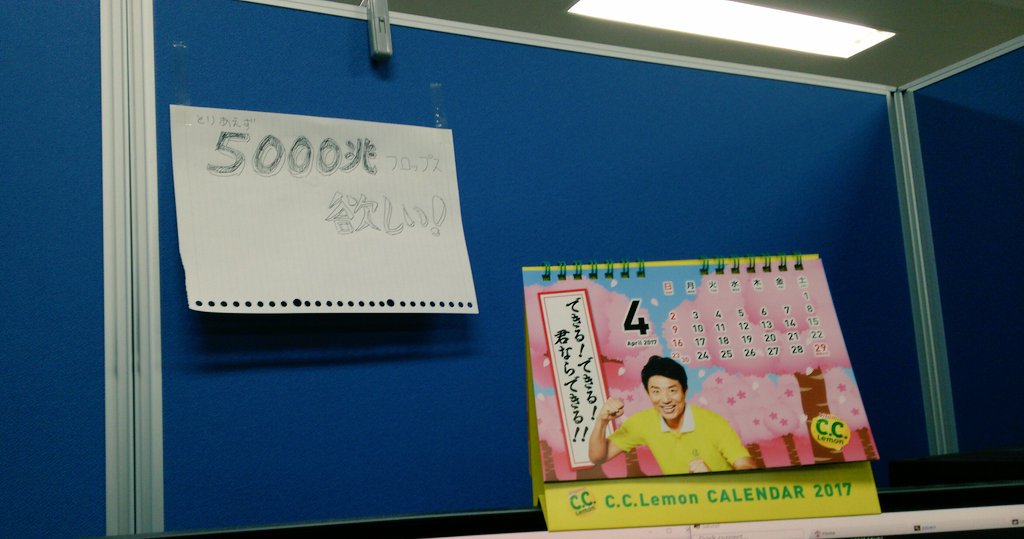 とりあえず
5000兆 フロップス
欲しい!
できる!できる!
君ならできる!!
4
April 2017
日 月 火 水 木 金 土
1
2 3 4 5 6 7 8
9 10 11 12 13 14 15
16 17 18 19 20 21 22
23 30 24 25 26 27 28 29
C.C.
Lemon
C.C.
Lemon
C.C.Lemon CALENDAR 2017